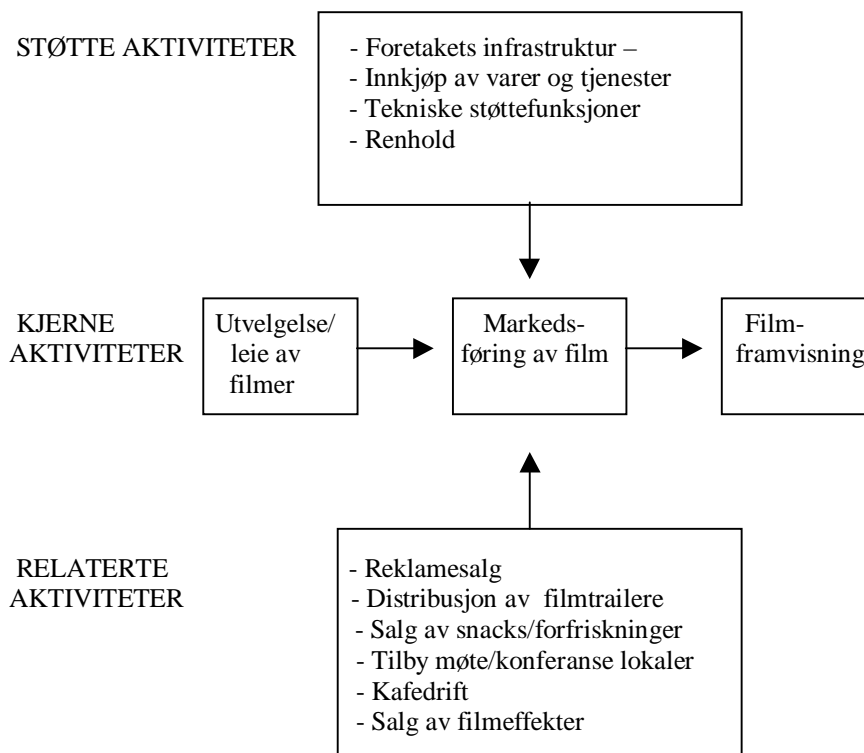 STØTTE AKTIVITETER
- Foretakets infrastruktur –
- Innkjøp av varer og tjenester
- Tekniske støttefunksjoner
- Renhold
KJERNE
AKTIVITETER
Utvelgelse/
leie av
filmer
Markeds-
føring av film
Film-
framvisning
RELATERTE
AKTIVITETER
- Reklamesalg
- Distribusjon av filmtrailere
- Salg av snacks/forfriskninger
- Tilby møte/konferanse lokaler
- Kafedrift
- Salg av filmeffekter